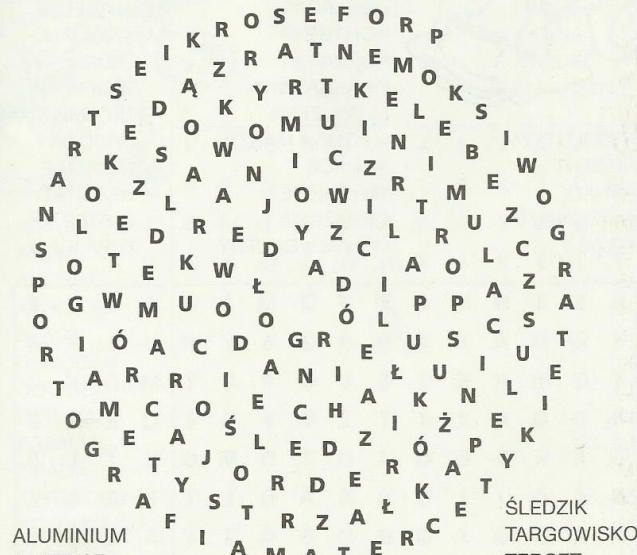 K R O S E F O R P
E I Z R A T N E M O
T S D Ą K Y R T K E L K S
R E O W O M U I N E B I
A K S A N I C Z I E W
N O Z L A J O W I R T M Z O
S L E D R E D Y Z C L R U C G
P O T E K W Ł A D I A O L Z R
O G W M U O O Ó L P P A S A
R I Ó A C D G R E U S C U T
T A R R I A N I Ł U I L E
O M C O E C H A K N E I
G E A Ś L E D Z I Ż P K
R T J O R D E R Ó A Y
A Y S T R Z A Ł K E T
F I A M A T E R C
ŚLEDZIK
ALUMINIUM
TARGOWISKO